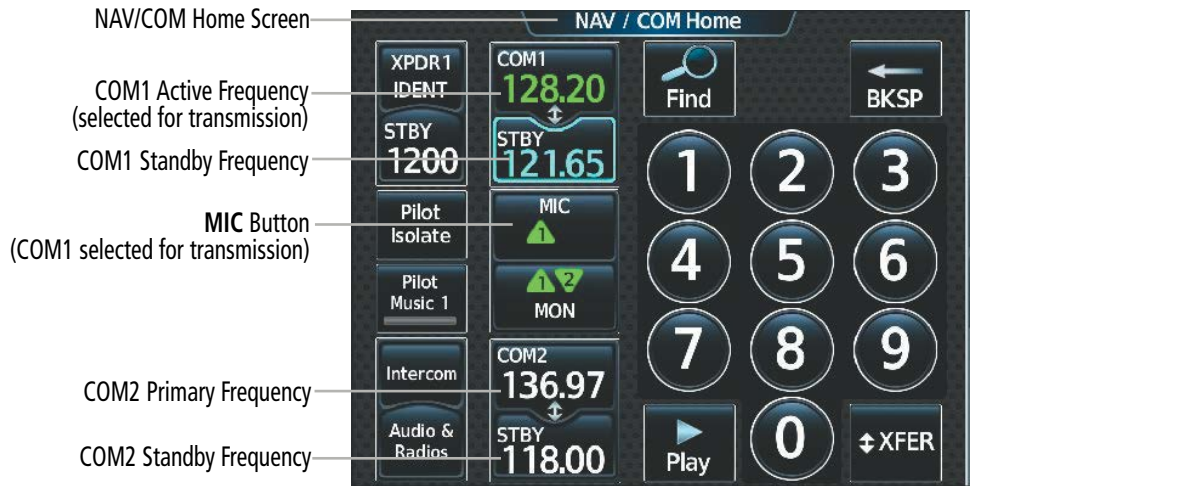 NAV/COM Home Screen
COM1 Active Frequency
(selected for transmission)
COM1 Standby Frequency
MIC Button
(COM1 selected for transmission)
COM2 Primary Frequency
COM2 Standby Frequency
NAV / COM Home
XPDR1
IDENT
STBY
1200
Pilot
Isolate
Pilot
Music 1
Intercom
Audio &
Radios
COM1
128.20
STBY
121.65
MIC
1
1 2
MON
COM2
136.97
STBY
118.00
Find
BKSP
1 2 3
4 5 6
7 8 9
Play
0
XFER